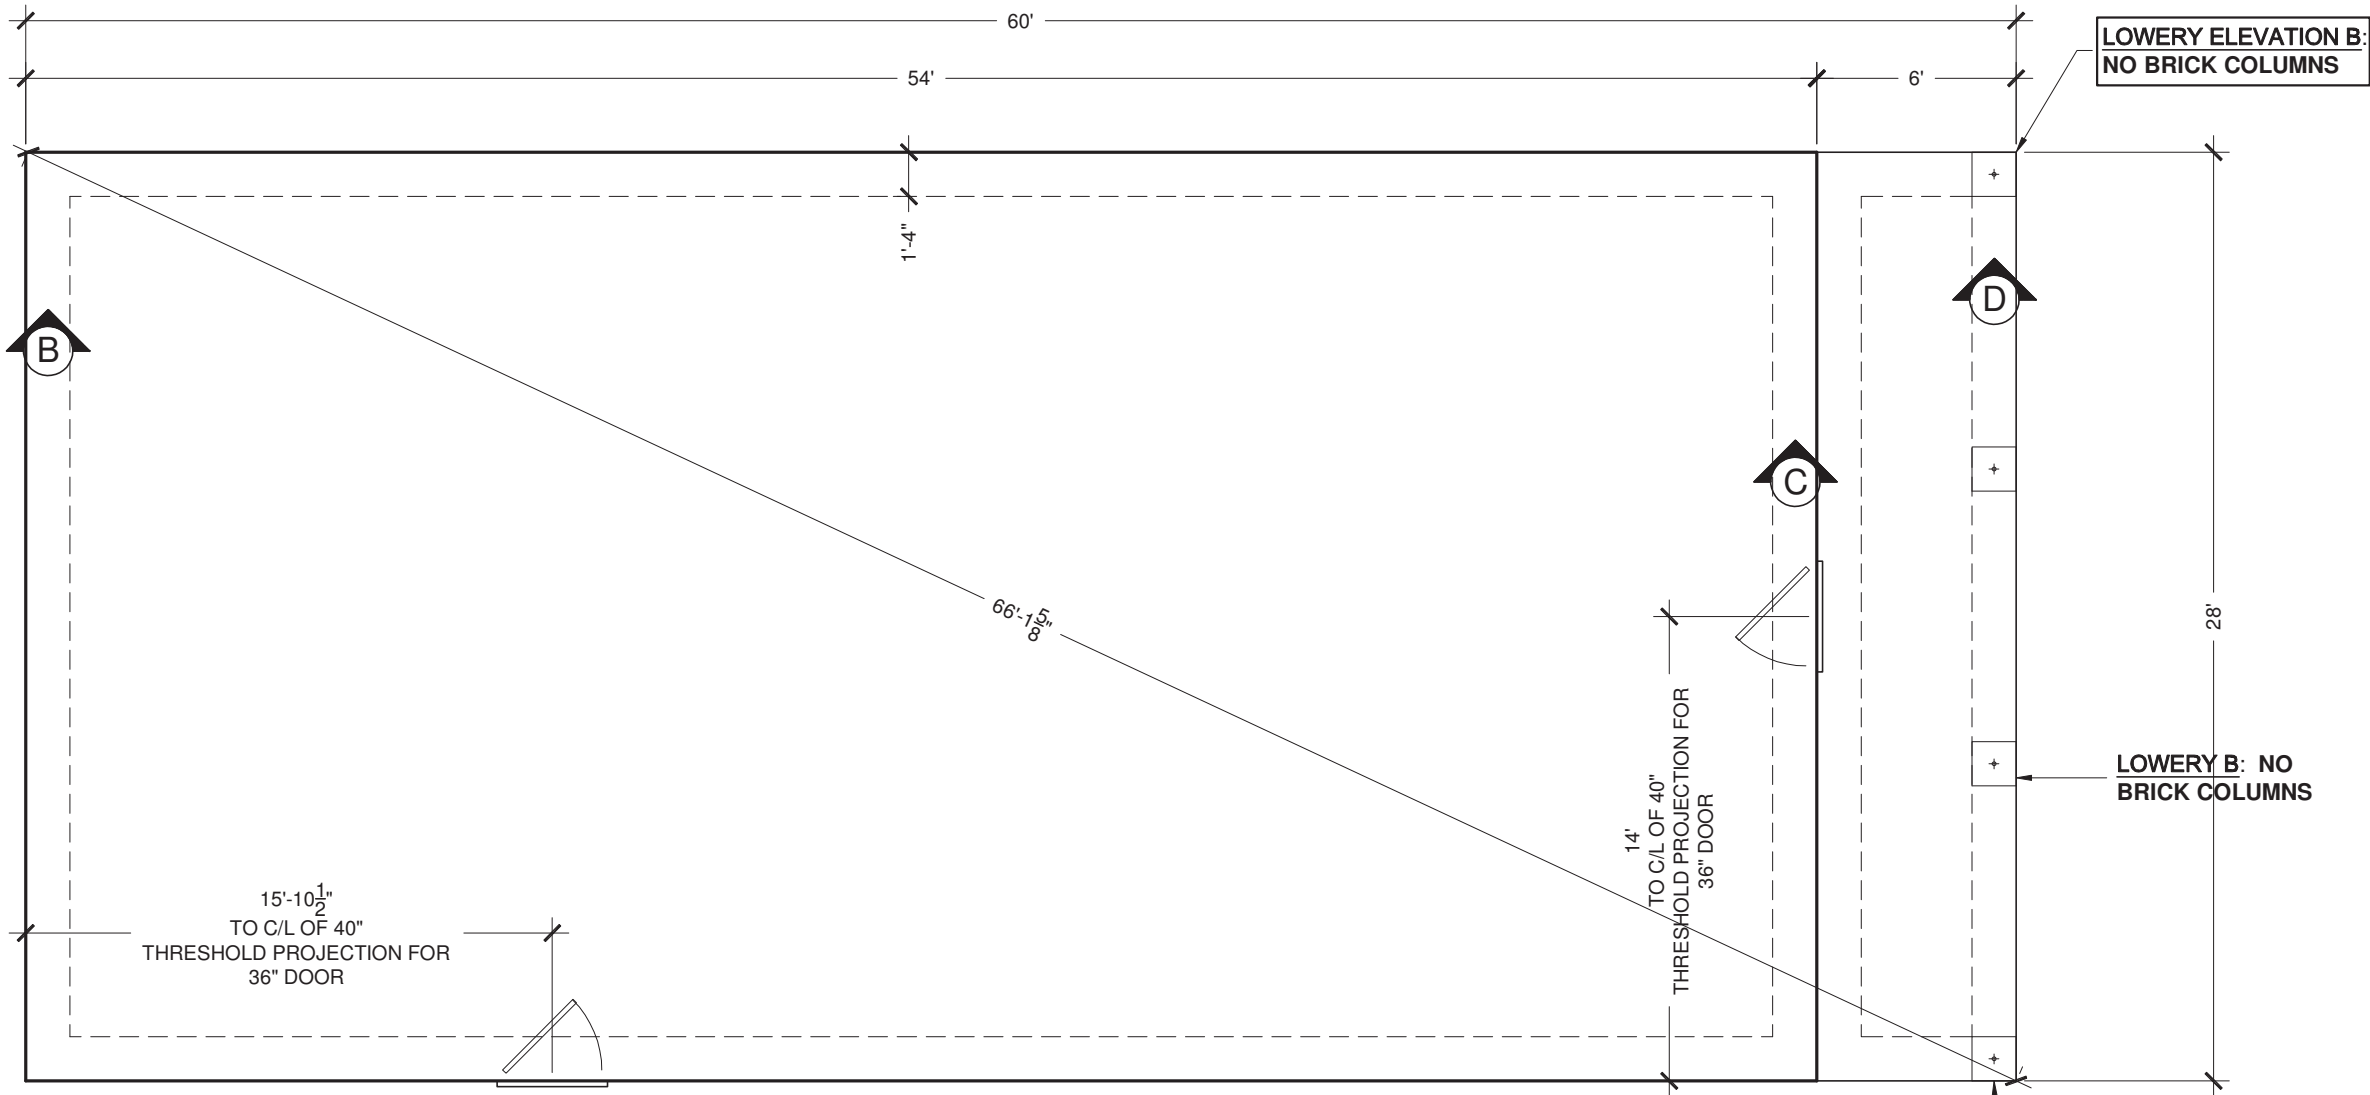 60'
LOWERY ELEVATION B:
NO BRICK COLUMNS
54'
6'
1'-4"
B
D
C
66'-1 5/8"
28'
14'
TO C/L OF 40"
THRESHOLD PROJECTION FOR
36" DOOR
LOWERY B: NO
BRICK COLUMNS
15'-10 1/2"
TO C/L OF 40"
THRESHOLD PROJECTION FOR
36" DOOR